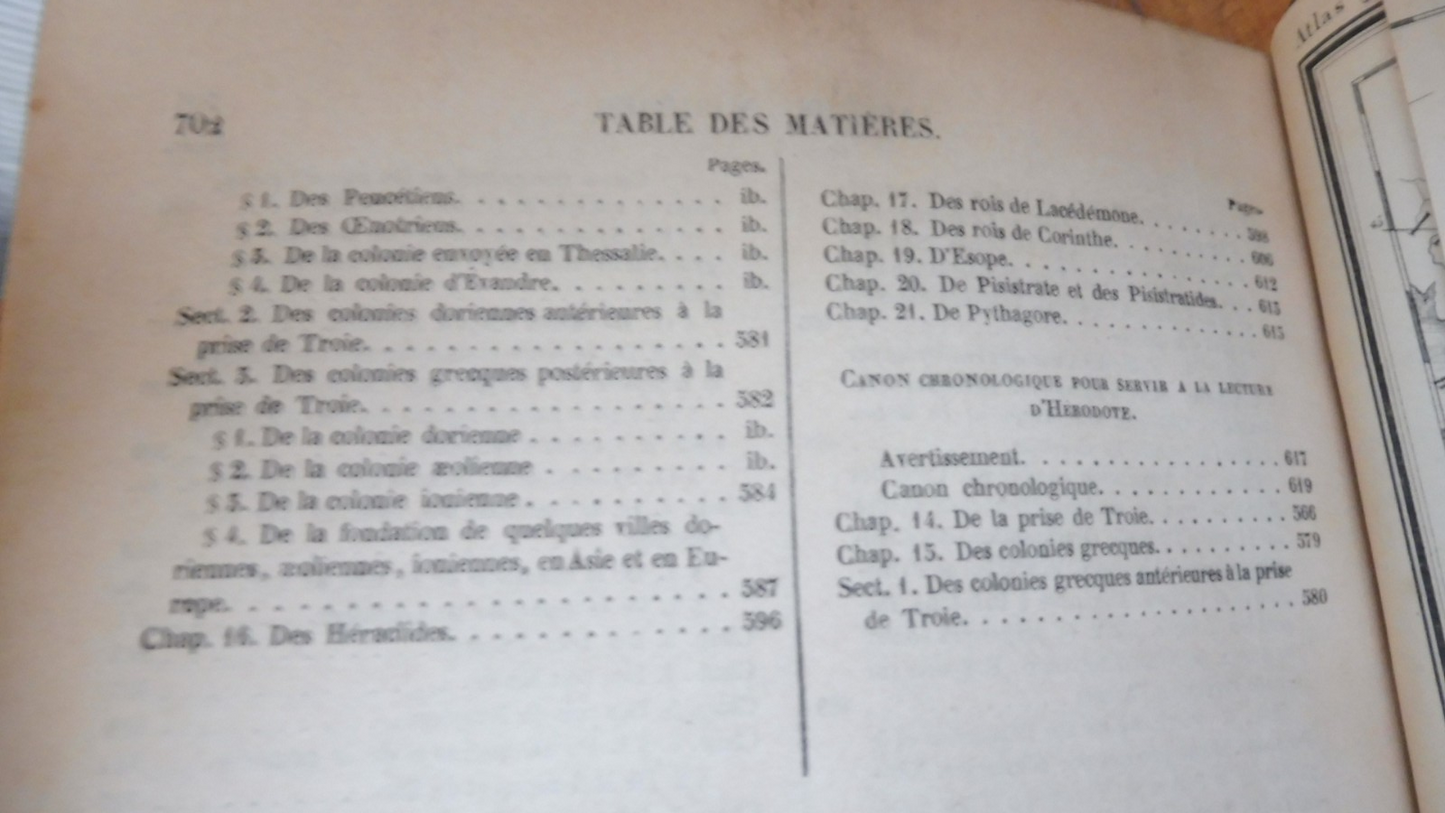 702
TABLE DES MATIÈRES.
Pages.
§ 1. Des Peucétiens. . . . . . . . . . . . . . ib.
§ 2. Des Œnotriens. . . . . . . . . . . . . . ib.
§ 3. De la colonie envoyée en Thessalie. . . . ib.
§ 4. De la colonie d'Évandre. . . . . . . . . ib.
Sect. 2. Des colonies doriennes antérieures à la
prise de Troie. . . . . . . . . . . . . . . . . . 581
Sect. 3. Des colonies grecques postérieures à la
prise de Troie. . . . . . . . . . . . . . . . . . 582
§ 1. De la colonie dorienne . . . . . . . . . . ib.
§ 2. De la colonie æolienne . . . . . . . . . ib.
§ 3. De la colonie ionienne . . . . . . . . . . 584
§ 4. De la fondation de quelques villes do-
riennes, æoliennes, ioniennes, en Asie et en Eu-
rope. . . . . . . . . . . . . . . . . . . . . . . . 587
Chap. 16. Des Héraclides. . . . . . . . . . . . . 596
Pages.
Chap. 17. Des rois de Lacédémone. . . . . . . . 598
Chap. 18. Des rois de Corinthe. . . . . . . . . . 606
Chap. 19. D'Esope. . . . . . . . . . . . . . . . 612
Chap. 20. De Pisistrate et des Pisistratides. . . . 613
Chap. 21. De Pythagore. . . . . . . . . . . . . 615
CANON CHRONOLOGIQUE POUR SERVIR A LA LECTURE
D'HÉRODOTE.
Avertissement. . . . . . . . . . . . . . . . . 617
Canon chronologique. . . . . . . . . . . . . 619
Chap. 14. De la prise de Troie. . . . . . . . . . 566
Chap. 15. Des colonies grecques. . . . . . . . . . 579
Sect. 1. Des colonies grecques antérieures à la prise
de Troie. . . . . . . . . . . . . . . . . . . . . 580
Atlas